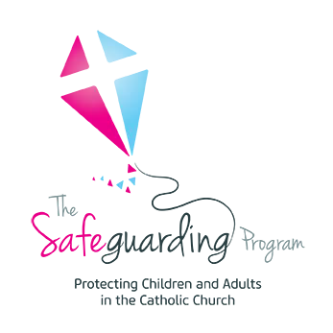 The
Safeguarding Program
Protecting Children and Adults
in the Catholic Church